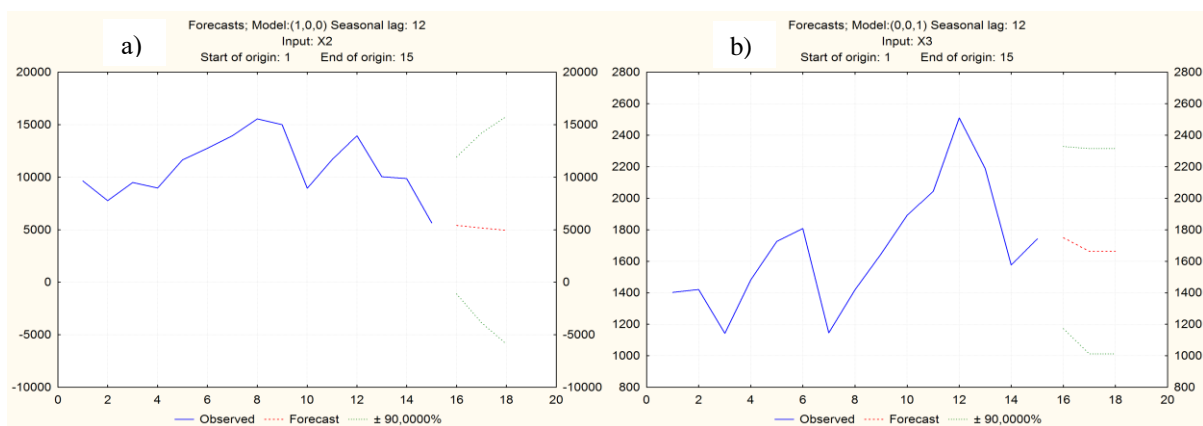 a)
Forecasts; Model:(1,0,0) Seasonal lag: 12
Input: X2
Start of origin: 1 End of origin: 15
20000 20000
15000 15000
10000 10000
5000 5000
0 0
-5000 -5000
-10000 -10000
0 2 4 6 8 10 12 14 16 18 20
Observed Forecast ± 90,0000%
b)
Forecasts; Model:(0,0,1) Seasonal lag: 12
Input: X3
Start of origin: 1 End of origin: 15
2800 2800
2600 2600
2400 2400
2200 2200
2000 2000
1800 1800
1600 1600
1400 1400
1200 1200
1000 1000
800 800
0 2 4 6 8 10 12 14 16 18 20
Observed Forecast ± 90,0000%